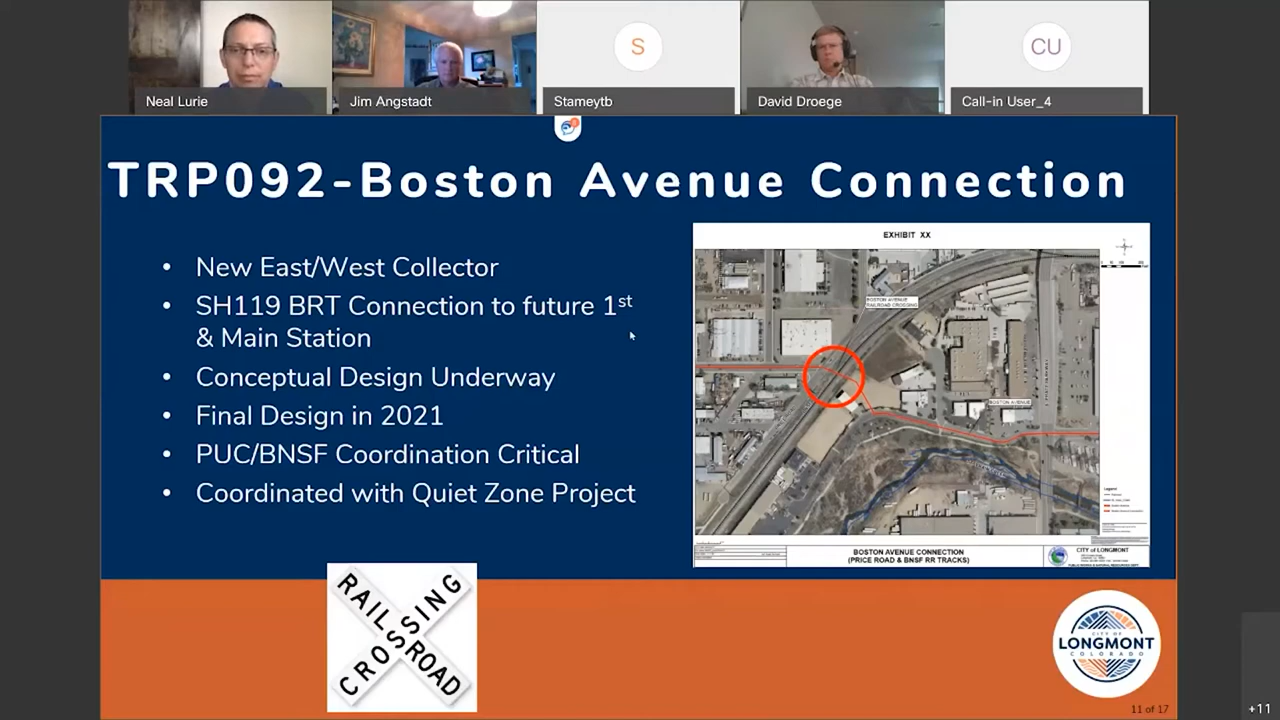 S
CU
Neal Lurie
Jim Angstadt
Stameytb
David Droege
Call-in User_4
TRP092-Boston Avenue Connection
• New East/West Collector
• SH119 BRT Connection to future 1st
& Main Station
• Conceptual Design Underway
• Final Design in 2021
• PUC/BNSF Coordination Critical
• Coordinated with Quiet Zone Project
EXHIBIT XX
BOSTON AVENUE
RAILROAD CROSSING
BOSTON AVENUE
BOSTON AVENUE CONNECTION
(PRICE ROAD & BNSF RR TRACKS)
CITY OF LONGMONT
RAILROAD
CROSSING
CITY OF
LONGMONT
COLORADO
11 of 17
+11